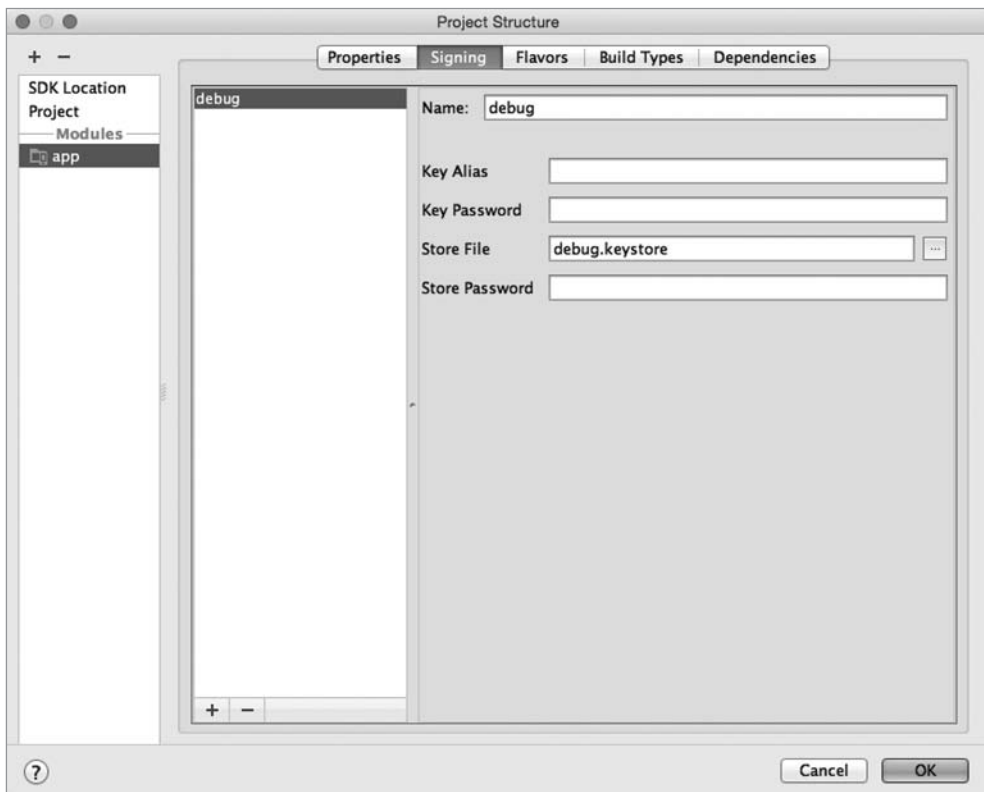 Project Structure
+ −
SDK Location
Project
Modules
app
Properties Signing Flavors Build Types Dependencies
debug
Name: debug
Key Alias
Key Password
Store File debug.keystore ...
Store Password
+ −
? Cancel OK